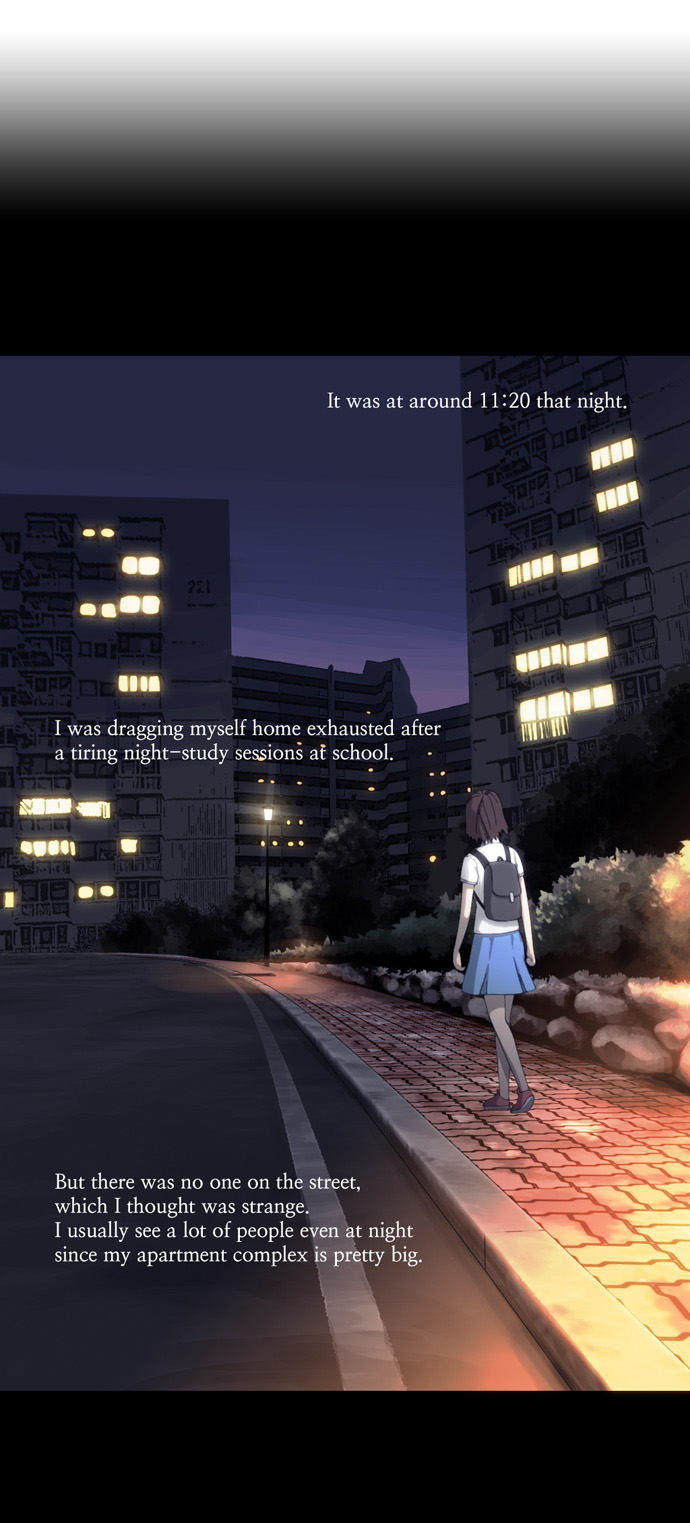 It was at around 11:20 that night.
I was dragging myself home exhausted after
a tiring night-study sessions at school.
But there was no one on the street,
which I thought was strange.
I usually see a lot of people even at night
since my apartment complex is pretty big.